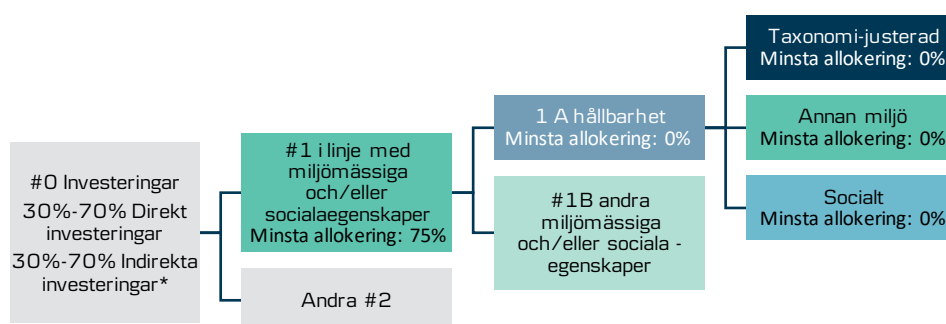 #0 Investeringar
30%-70% Direkt
investeringar
30%-70% Indirekta
investeringar*
#1 i linje med
miljömässiga
och/eller
socialaegenskaper
Minsta allokering: 75%
Andra #2
1 A hållbarhet
Minsta allokering: 0%
#1B andra
miljömässiga
och/eller sociala -
egenskaper
Taxonomi-justerad
Minsta allokering: 0%
Annan miljö
Minsta allokering: 0%
Socialt
Minsta allokering: 0%